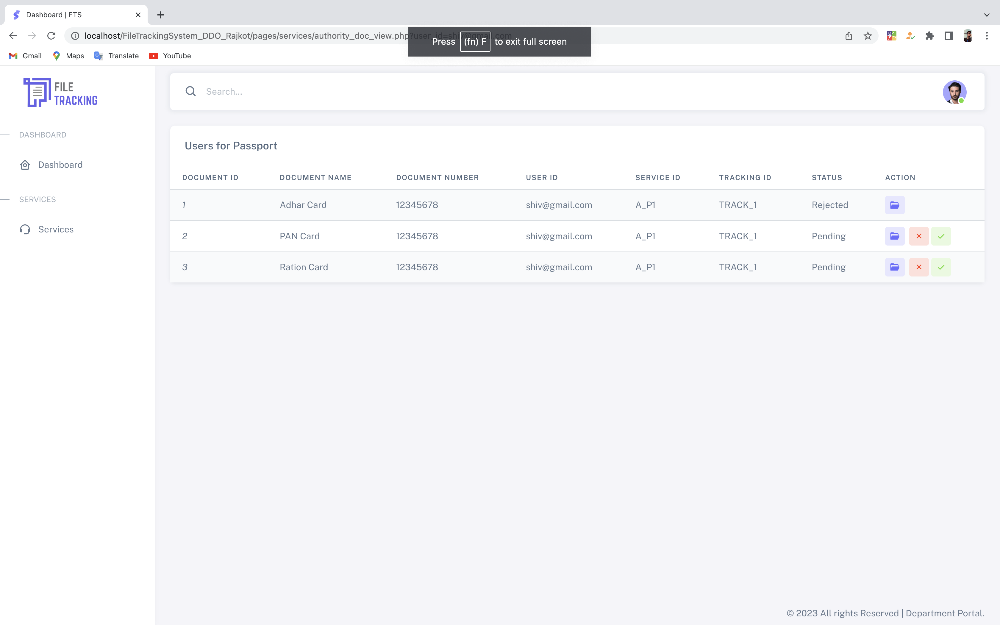 Dashboard | FTS
localhost/FileTrackingSystem_DDO_Rajkot/pages/services/authority_doc_view.php?user_id=shiv@gmail.com
Press (fn) F to exit full screen
Gmail Maps Translate YouTube
FILE
TRACKING
Search...
DASHBOARD
Dashboard
SERVICES
Services
Users for Passport
DOCUMENT ID DOCUMENT NAME DOCUMENT NUMBER USER ID SERVICE ID TRACKING ID STATUS ACTION
1 Adhar Card 12345678 shiv@gmail.com A_P1 TRACK_1 Rejected
2 PAN Card 12345678 shiv@gmail.com A_P1 TRACK_1 Pending
3 Ration Card 12345678 shiv@gmail.com A_P1 TRACK_1 Pending
© 2023 All rights Reserved | Department Portal.